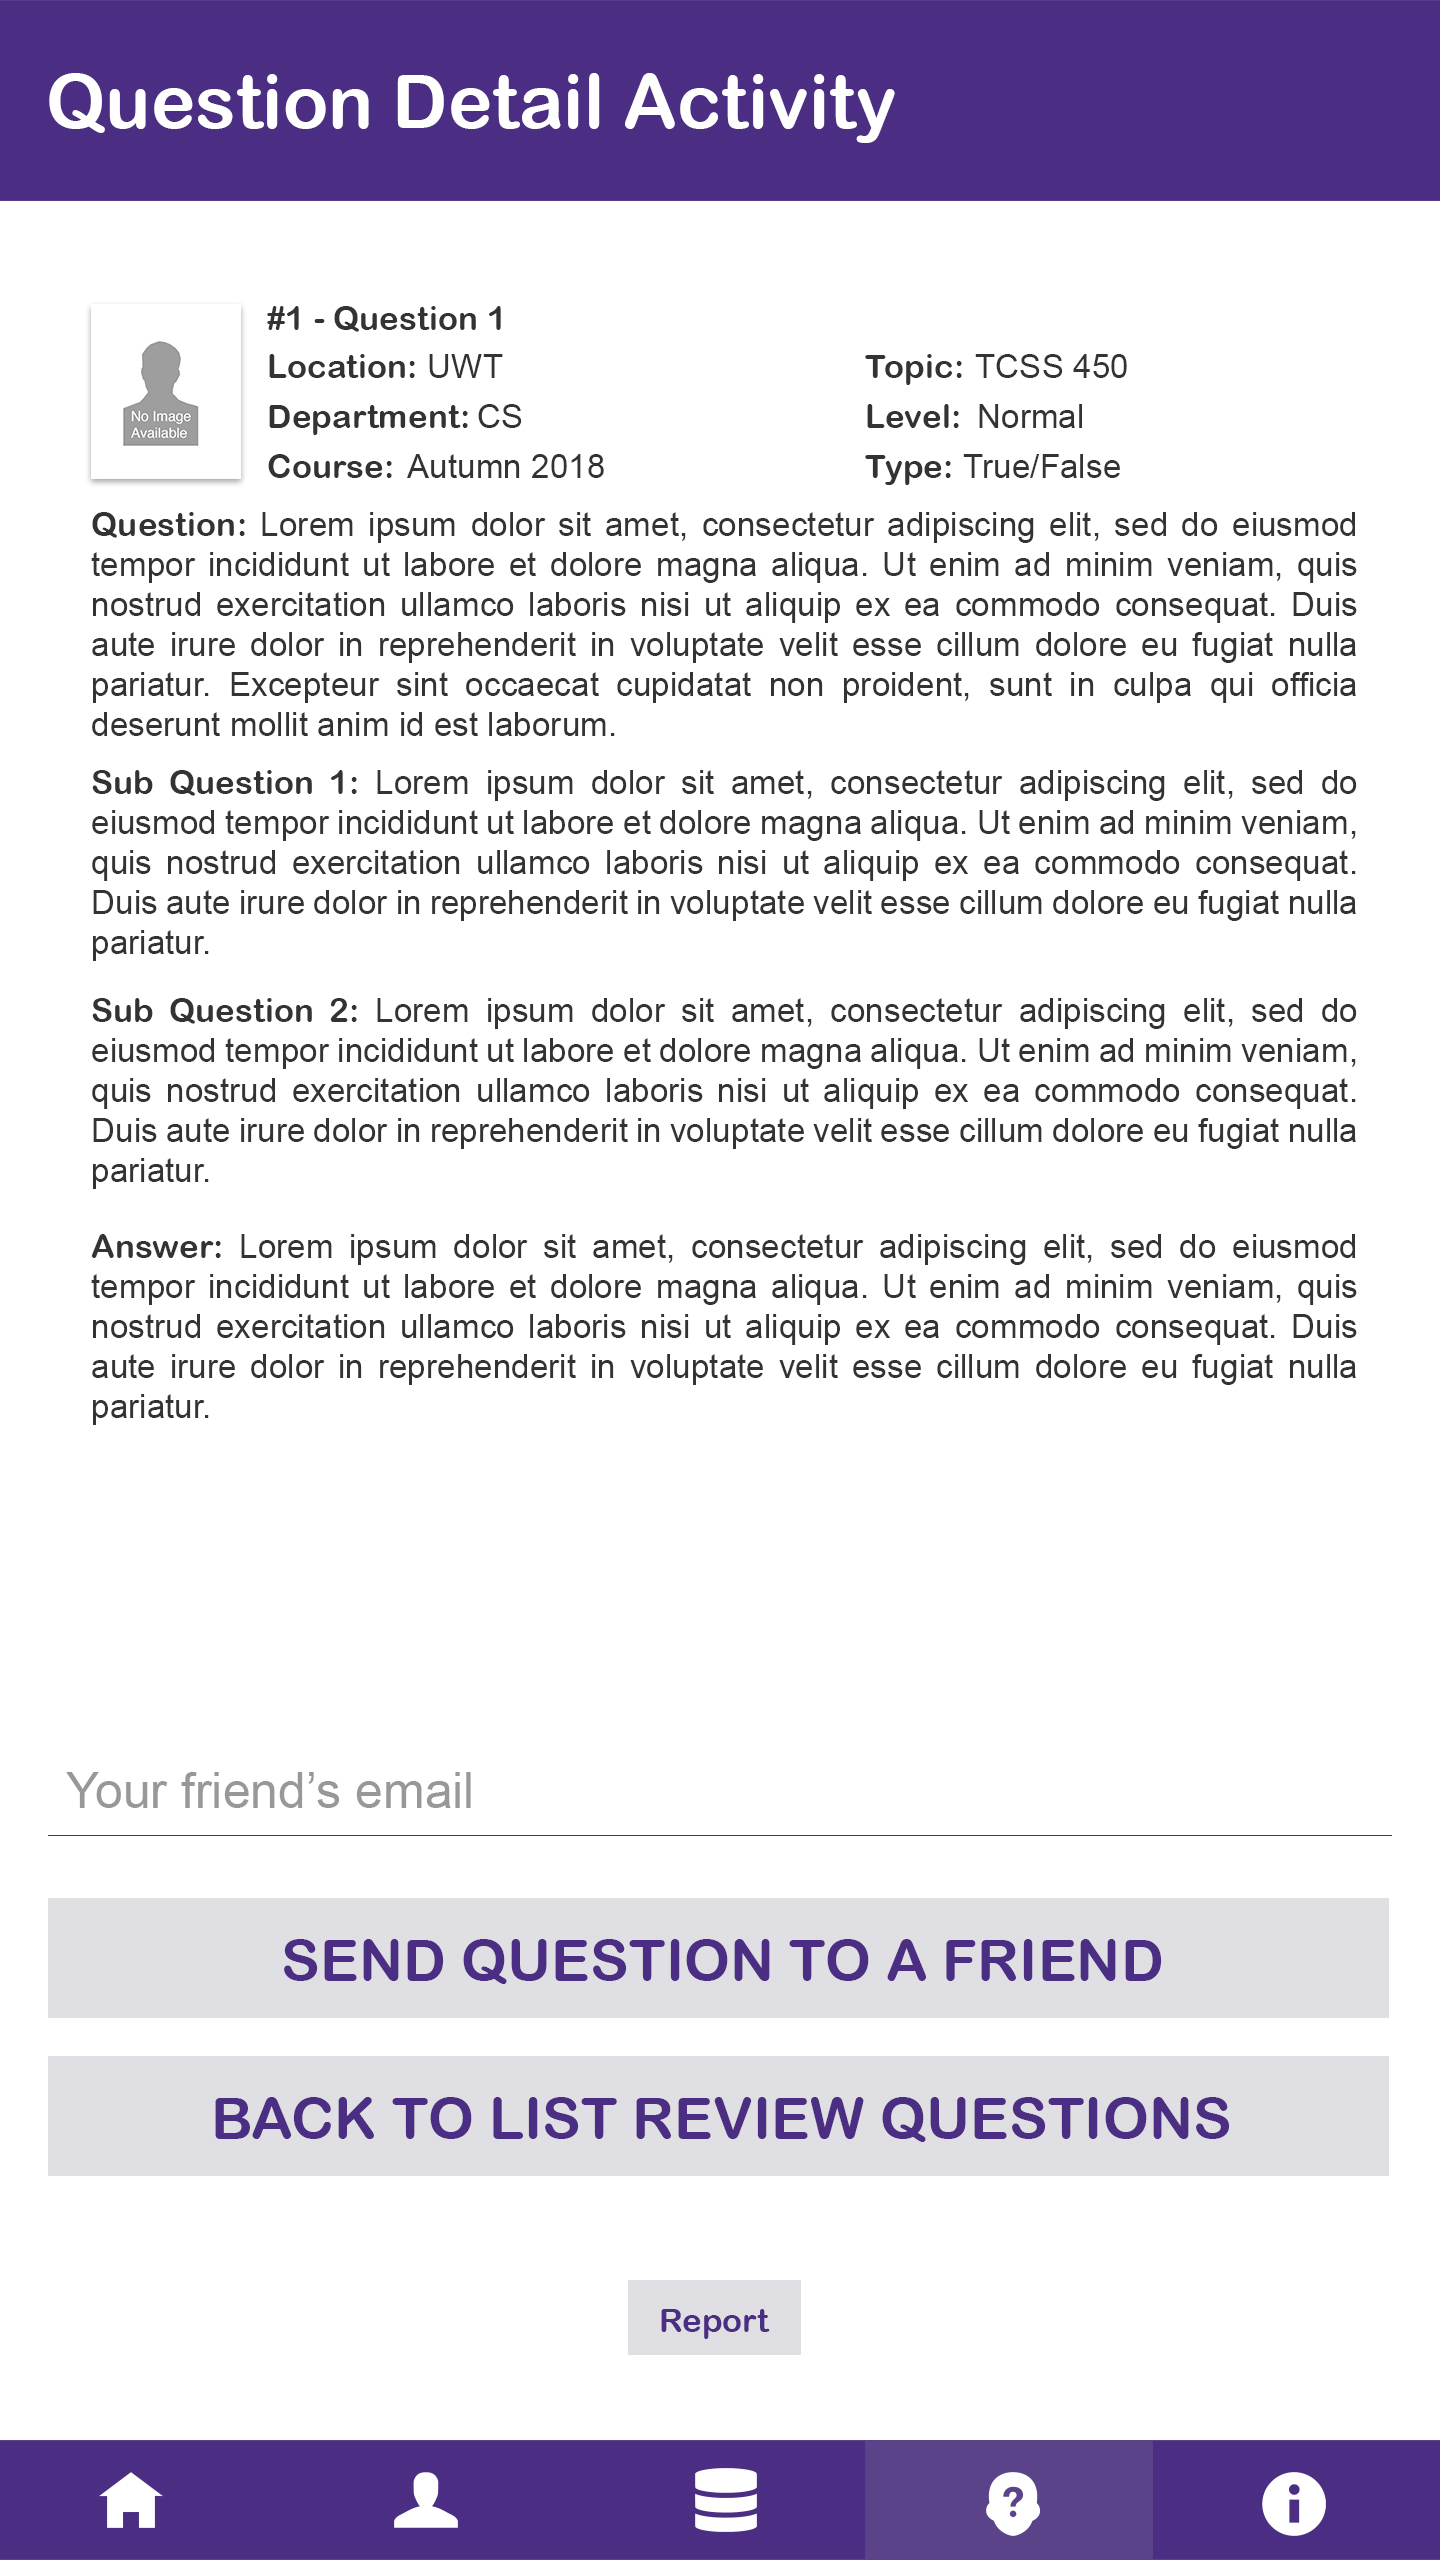 Question Detail Activity
#1 - Question 1
Location: UWT
Topic: TCSS 450
No Image
Available
Department: CS
Level: Normal
Course: Autumn 2018
Type: True/False
Question: Lorem ipsum dolor sit amet, consectetur adipiscing elit, sed do eiusmod
tempor incididunt ut labore et dolore magna aliqua. Ut enim ad minim veniam, quis
nostrud exercitation ullamco laboris nisi ut aliquip ex ea commodo consequat. Duis
aute irure dolor in reprehenderit in voluptate velit esse cillum dolore eu fugiat nulla
pariatur. Excepteur sint occaecat cupidatat non proident, sunt in culpa qui officia
deserunt mollit anim id est laborum.
Sub Question 1: Lorem ipsum dolor sit amet, consectetur adipiscing elit, sed do
eiusmod tempor incididunt ut labore et dolore magna aliqua. Ut enim ad minim veniam,
quis nostrud exercitation ullamco laboris nisi ut aliquip ex ea commodo consequat.
Duis aute irure dolor in reprehenderit in voluptate velit esse cillum dolore eu fugiat nulla
pariatur.
Sub Question 2: Lorem ipsum dolor sit amet, consectetur adipiscing elit, sed do
eiusmod tempor incididunt ut labore et dolore magna aliqua. Ut enim ad minim veniam,
quis nostrud exercitation ullamco laboris nisi ut aliquip ex ea commodo consequat.
Duis aute irure dolor in reprehenderit in voluptate velit esse cillum dolore eu fugiat nulla
pariatur.
Answer: Lorem ipsum dolor sit amet, consectetur adipiscing elit, sed do eiusmod
tempor incididunt ut labore et dolore magna aliqua. Ut enim ad minim veniam, quis
nostrud exercitation ullamco laboris nisi ut aliquip ex ea commodo consequat. Duis
aute irure dolor in reprehenderit in voluptate velit esse cillum dolore eu fugiat nulla
pariatur.
Your friend’s email
SEND QUESTION TO A FRIEND
BACK TO LIST REVIEW QUESTIONS
Report